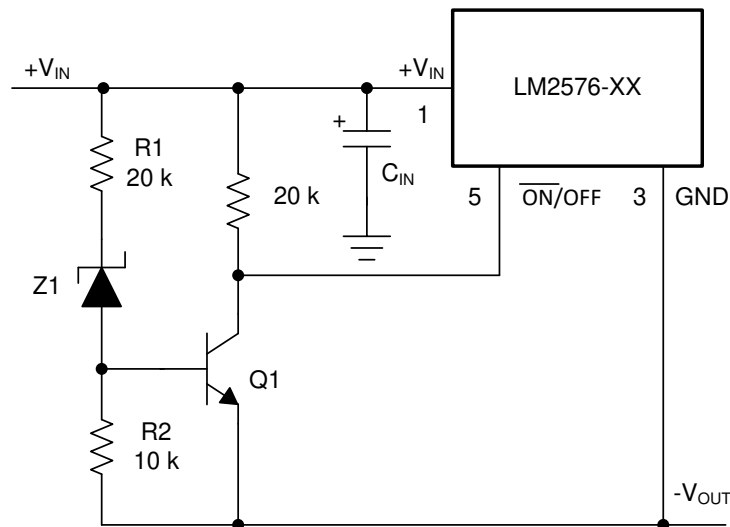 +VIN
+VIN
LM2576-XX
1
+
CIN
R1
20 k
20 k
5
ON/OFF
3
GND
Z1
Q1
R2
10 k
-VOUT